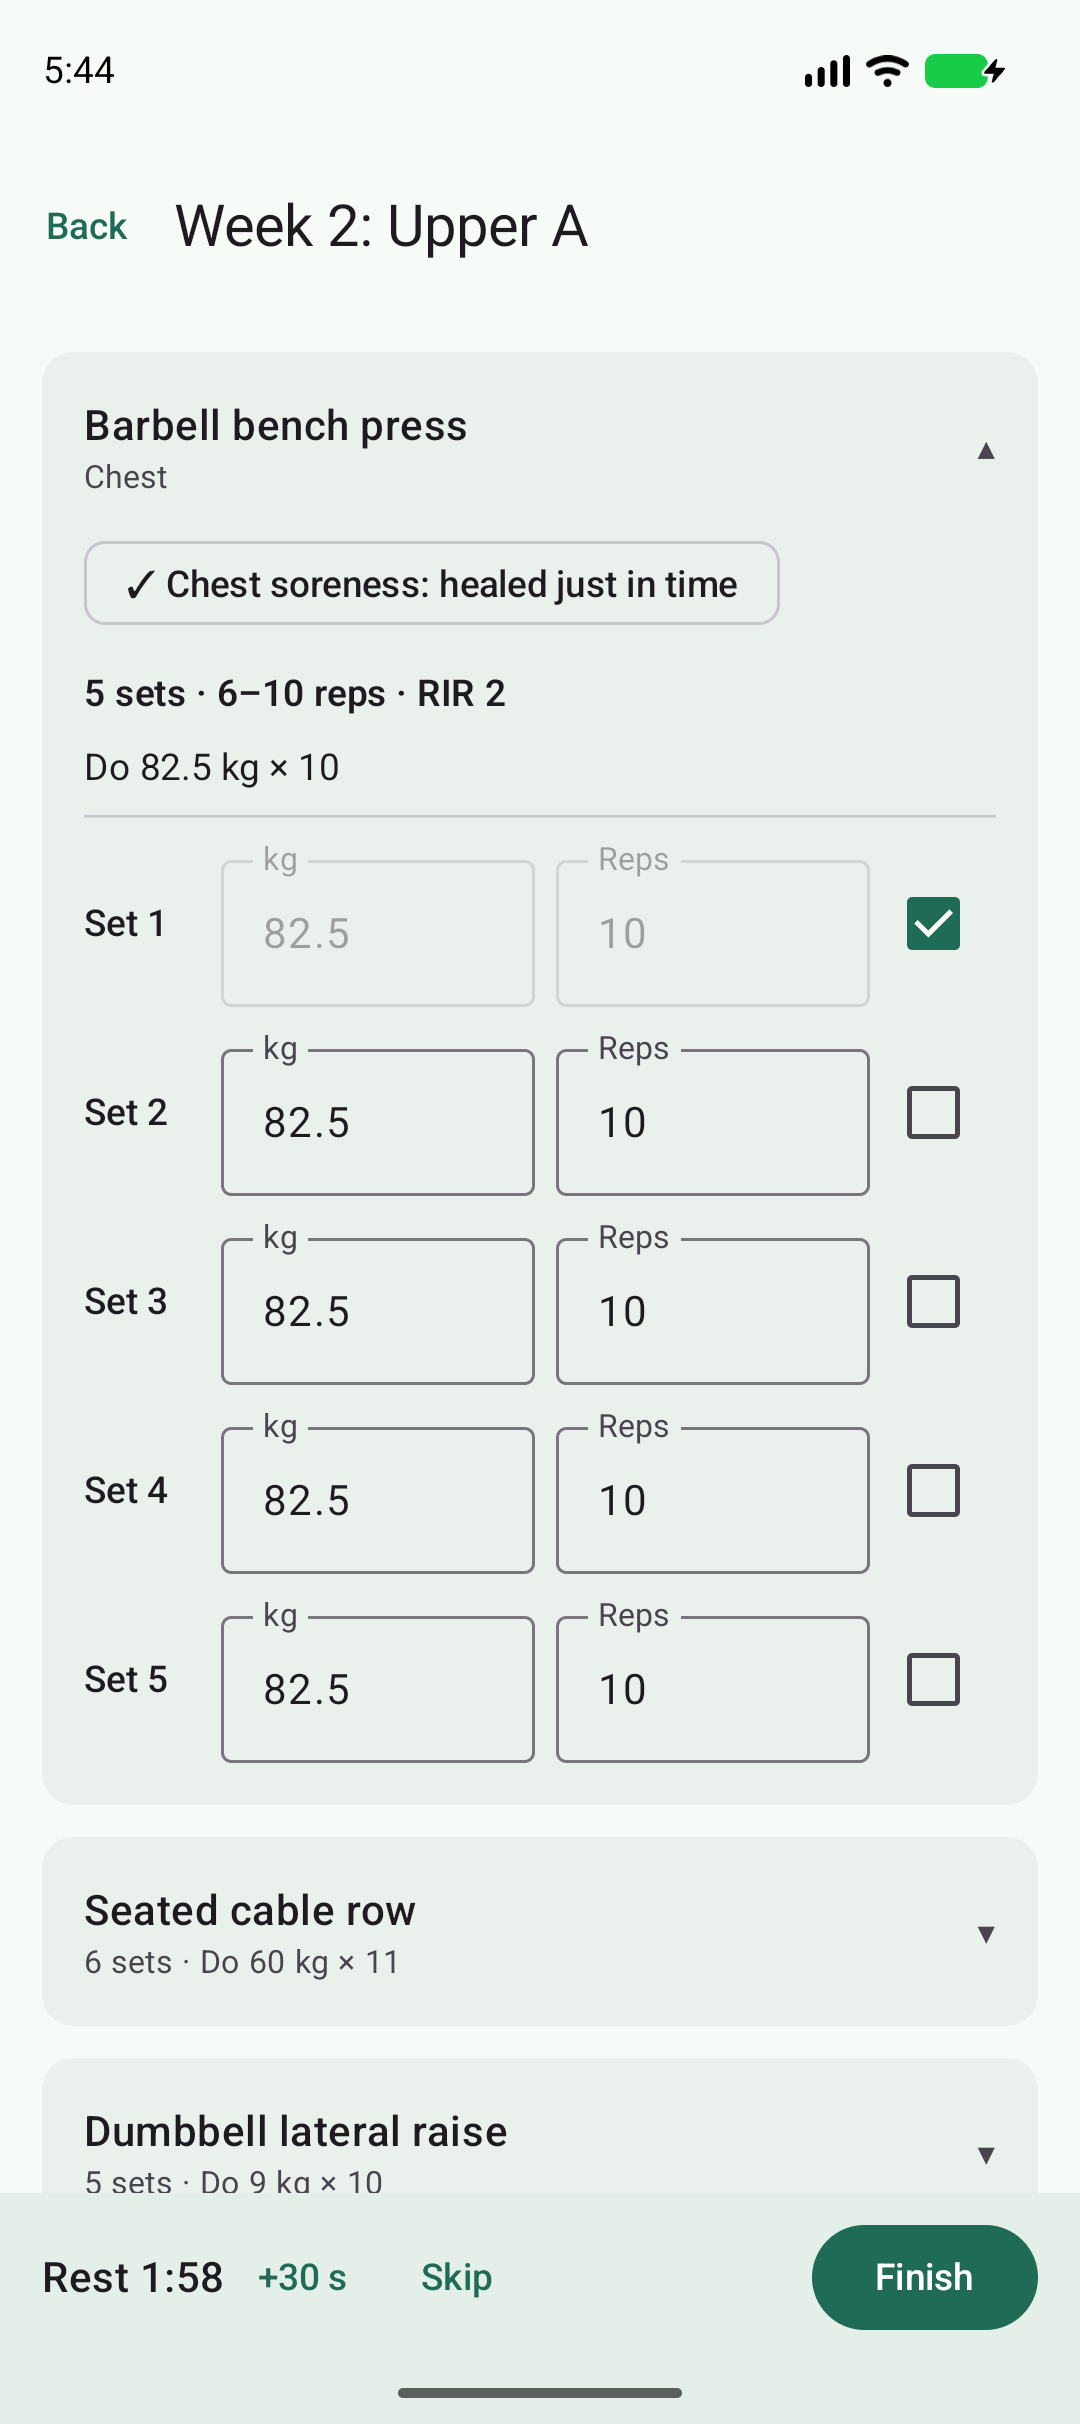 5:44
Back
Week 2: Upper A
Barbell bench press
Chest
▲
✓ Chest soreness: healed just in time
5 sets · 6–10 reps · RIR 2
Do 82.5 kg × 10
kg
Reps
Set 1
82.5
10
kg
Reps
Set 2
82.5
10
kg
Reps
Set 3
82.5
10
kg
Reps
Set 4
82.5
10
kg
Reps
Set 5
82.5
10
Seated cable row
6 sets · Do 60 kg × 11
▼
Dumbbell lateral raise
5 sets · Do 9 kg × 10
▼
Rest 1:58
+30 s
Skip
Finish